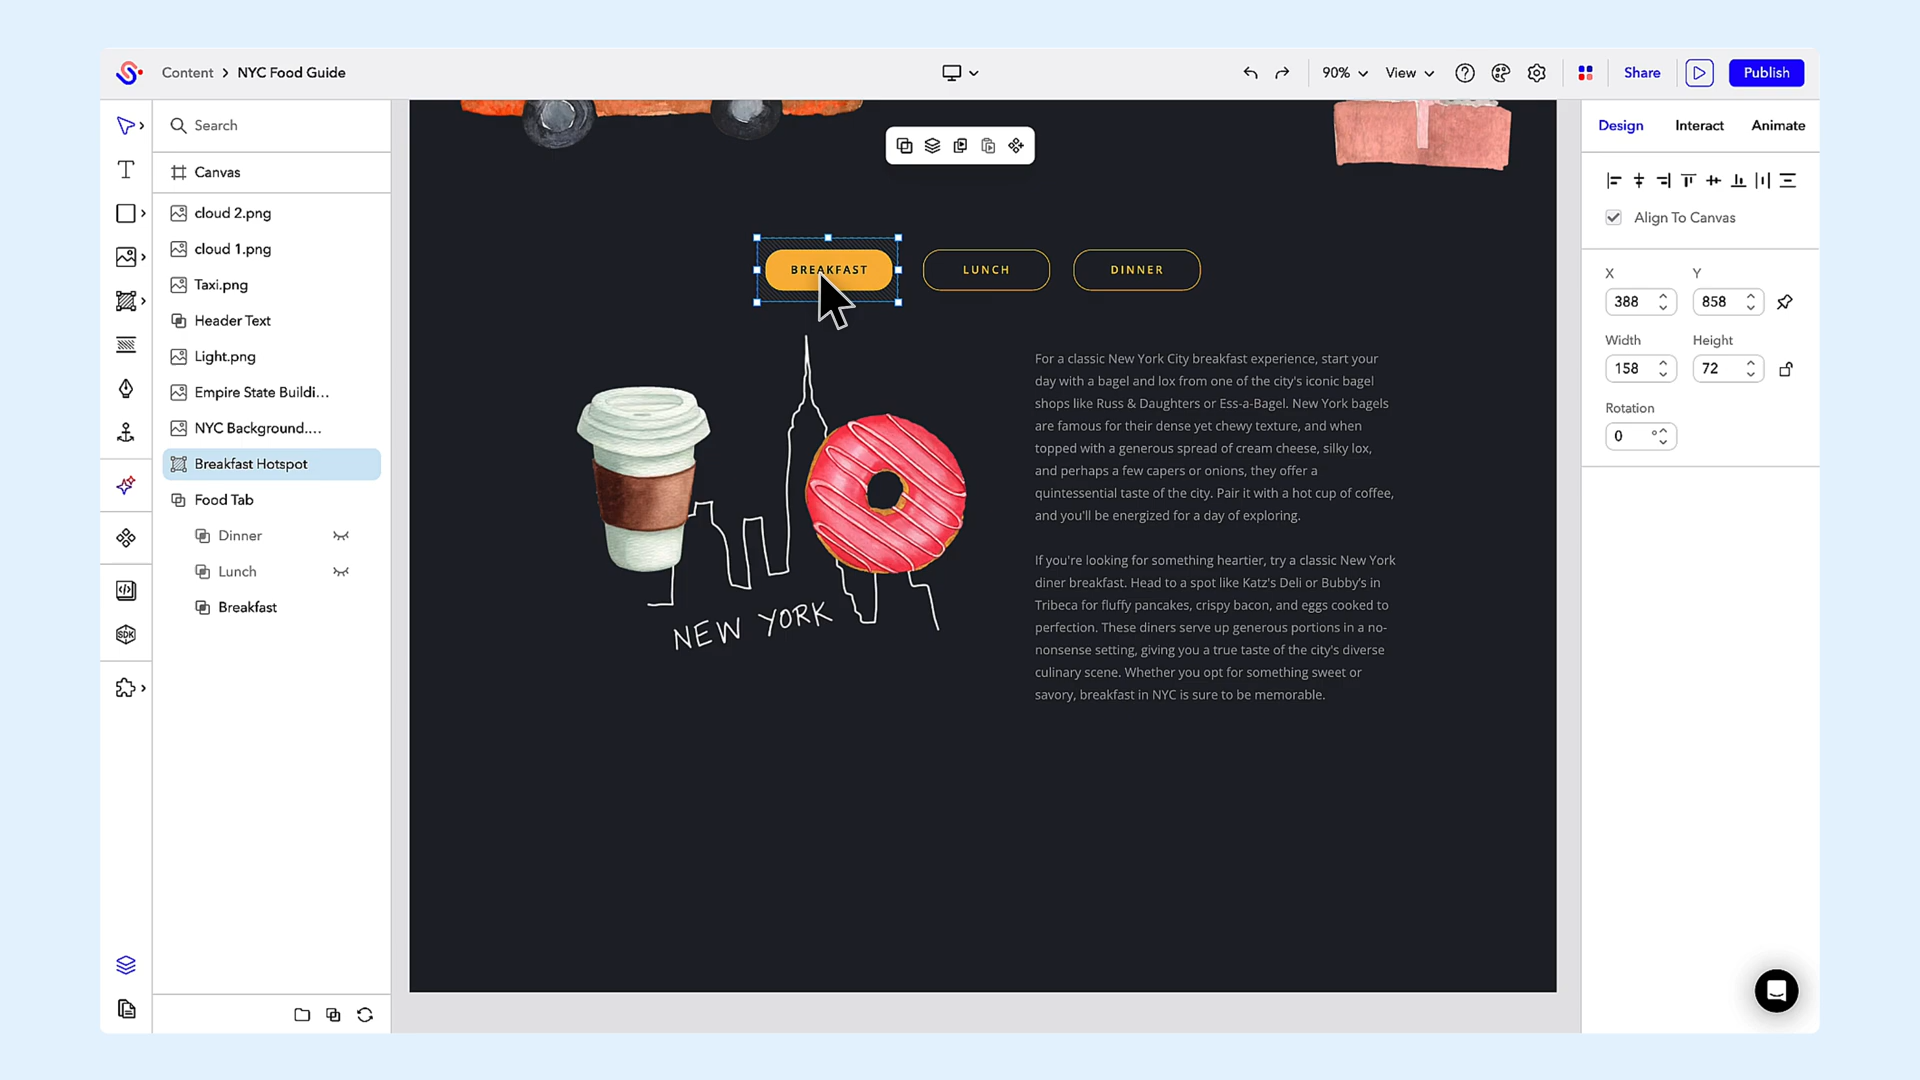 Content > NYC Food Guide
90%
View
Share
Publish
Search
Canvas
cloud 2.png
cloud 1.png
Taxi.png
Header Text
Light.png
Empire State Buildi...
NYC Background....
Breakfast Hotspot
Food Tab
Dinner
Lunch
Breakfast
SDK
BREAKFAST
LUNCH
DINNER
NEW YORK
For a classic New York City breakfast experience, start your
day with a bagel and lox from one of the city's iconic bagel
shops like Russ & Daughters or Ess-a-Bagel. New York bagels
are famous for their dense yet chewy texture, and when
topped with a generous spread of cream cheese, silky lox,
and perhaps a few capers or onions, they offer a
quintessential taste of the city. Pair it with a hot cup of coffee,
and you'll be energized for a day of exploring.
If you're looking for something heartier, try a classic New York
diner breakfast. Head to a spot like Katz's Deli or Bubby's in
Tribeca for fluffy pancakes, crispy bacon, and eggs cooked to
perfection. These diners serve up generous portions in a no-
nonsense setting, giving you a true taste of the city's diverse
culinary scene. Whether you opt for something sweet or
savory, breakfast in NYC is sure to be memorable.
Design
Interact
Animate
Align To Canvas
X
Y
388
858
Width
Height
158
72
Rotation
0 °